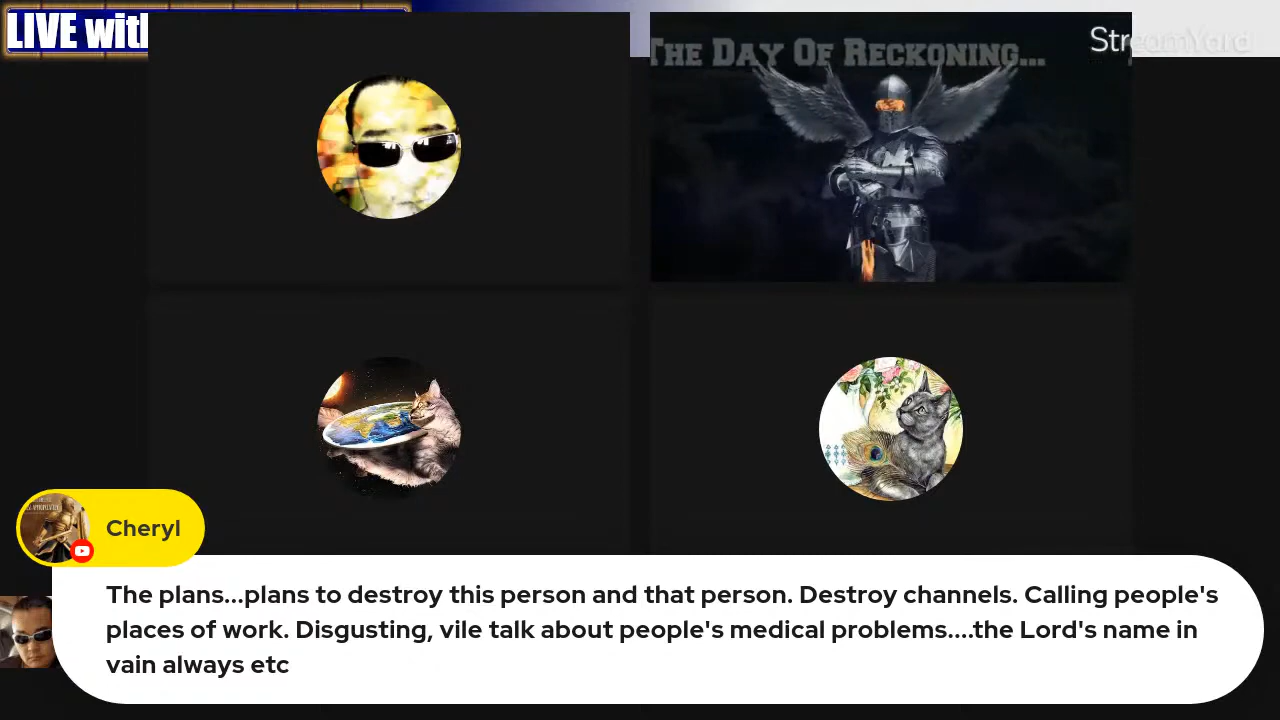 LIVE with
THE DAY OF RECKONING...
StreamYard
Cheryl
The plans...plans to destroy this person and that person. Destroy channels. Calling people's
places of work. Disgusting, vile talk about people's medical problems....the Lord's name in
vain always etc